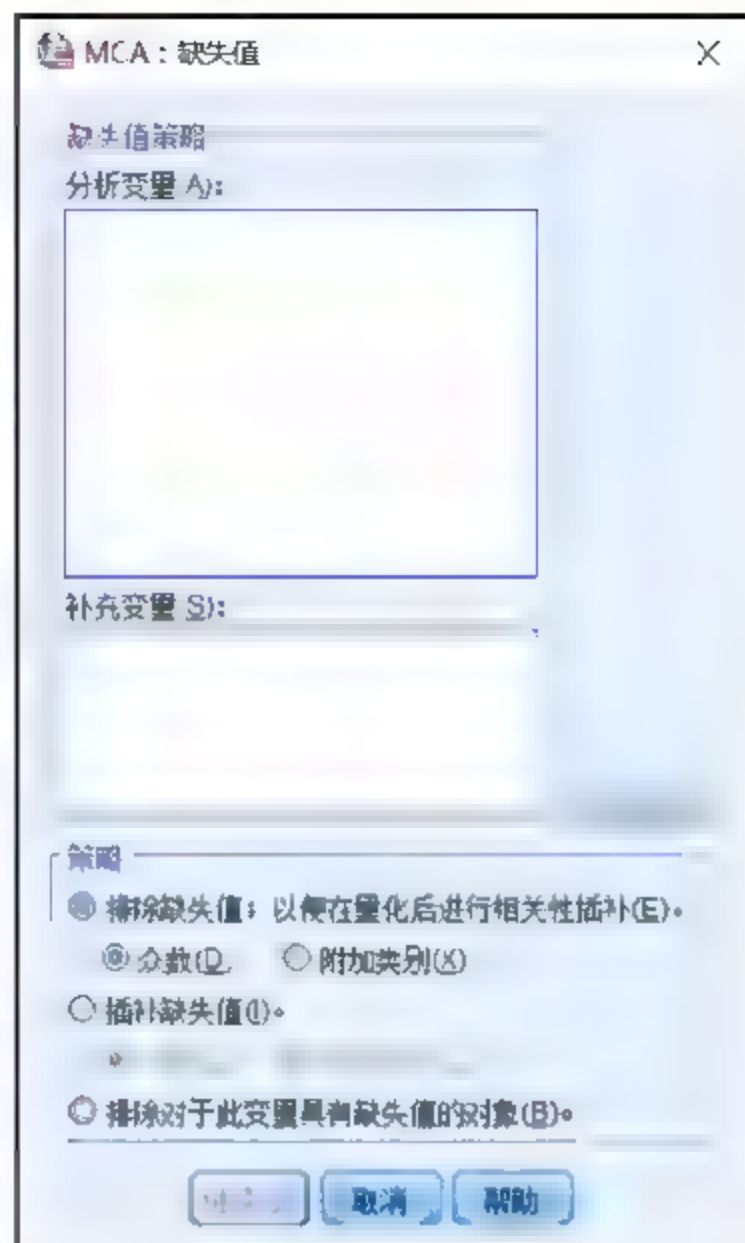 MCA：缺失值
缺失值策略
分析变量 A):
补充变量 S):
策略
排除缺失值；以便在量化后进行相关性插补(E)。
众数(D 附加类别(X)
插补缺失值(I)。
排除对于此变量具有缺失值的对象(B)。
取消 帮助